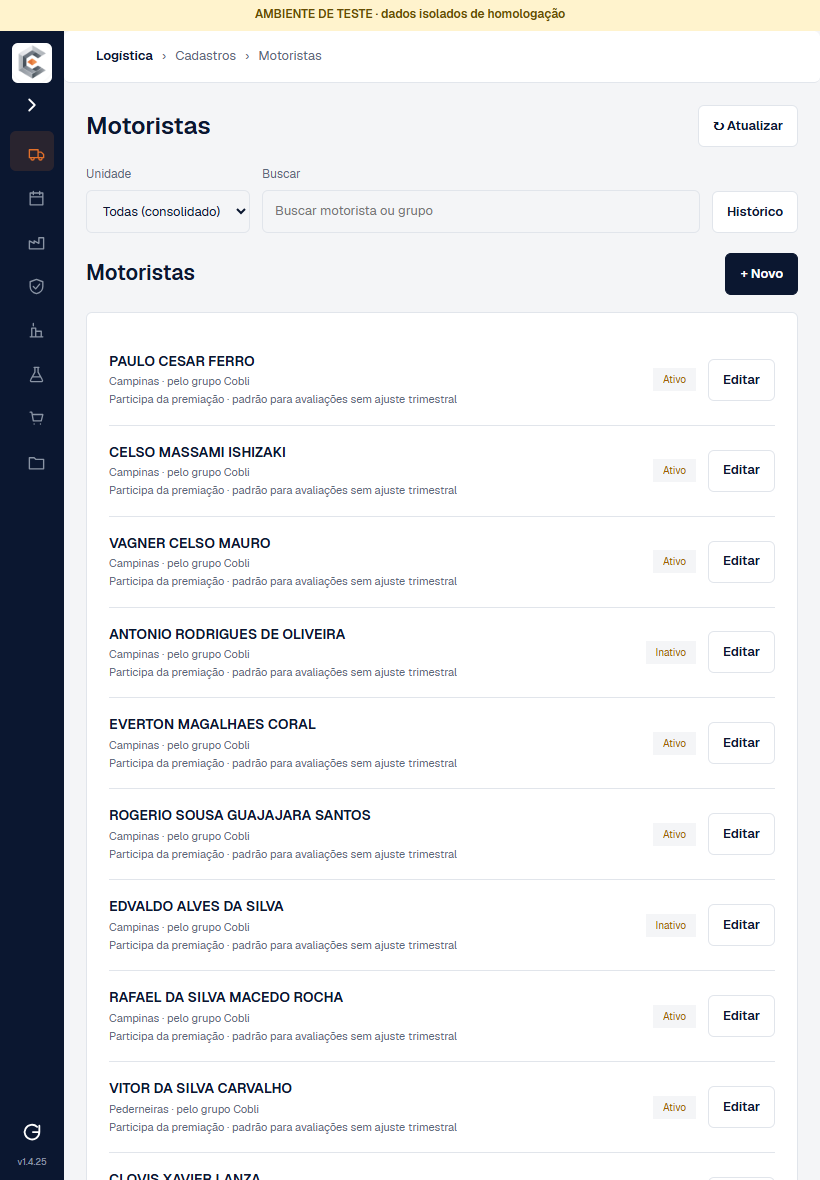 AMBIENTE DE TESTE · dados isolados de homologação
Logística › Cadastros › Motoristas
Motoristas
↻ Atualizar
Unidade
Buscar
Todas (consolidado)
Buscar motorista ou grupo
Histórico
Motoristas
+ Novo
PAULO CESAR FERRO
Campinas · pelo grupo Cobli
Participa da premiação · padrão para avaliações sem ajuste trimestral
Ativo
Editar
CELSO MASSAMI ISHIZAKI
Campinas · pelo grupo Cobli
Participa da premiação · padrão para avaliações sem ajuste trimestral
Ativo
Editar
VAGNER CELSO MAURO
Campinas · pelo grupo Cobli
Participa da premiação · padrão para avaliações sem ajuste trimestral
Ativo
Editar
ANTONIO RODRIGUES DE OLIVEIRA
Campinas · pelo grupo Cobli
Participa da premiação · padrão para avaliações sem ajuste trimestral
Inativo
Editar
EVERTON MAGALHAES CORAL
Campinas · pelo grupo Cobli
Participa da premiação · padrão para avaliações sem ajuste trimestral
Ativo
Editar
ROGERIO SOUSA GUAJAJARA SANTOS
Campinas · pelo grupo Cobli
Participa da premiação · padrão para avaliações sem ajuste trimestral
Ativo
Editar
EDVALDO ALVES DA SILVA
Campinas · pelo grupo Cobli
Participa da premiação · padrão para avaliações sem ajuste trimestral
Inativo
Editar
RAFAEL DA SILVA MACEDO ROCHA
Campinas · pelo grupo Cobli
Participa da premiação · padrão para avaliações sem ajuste trimestral
Ativo
Editar
VITOR DA SILVA CARVALHO
Pederneiras · pelo grupo Cobli
Participa da premiação · padrão para avaliações sem ajuste trimestral
Ativo
Editar
CLOVIS XAVIER LANZA
v1.4.25